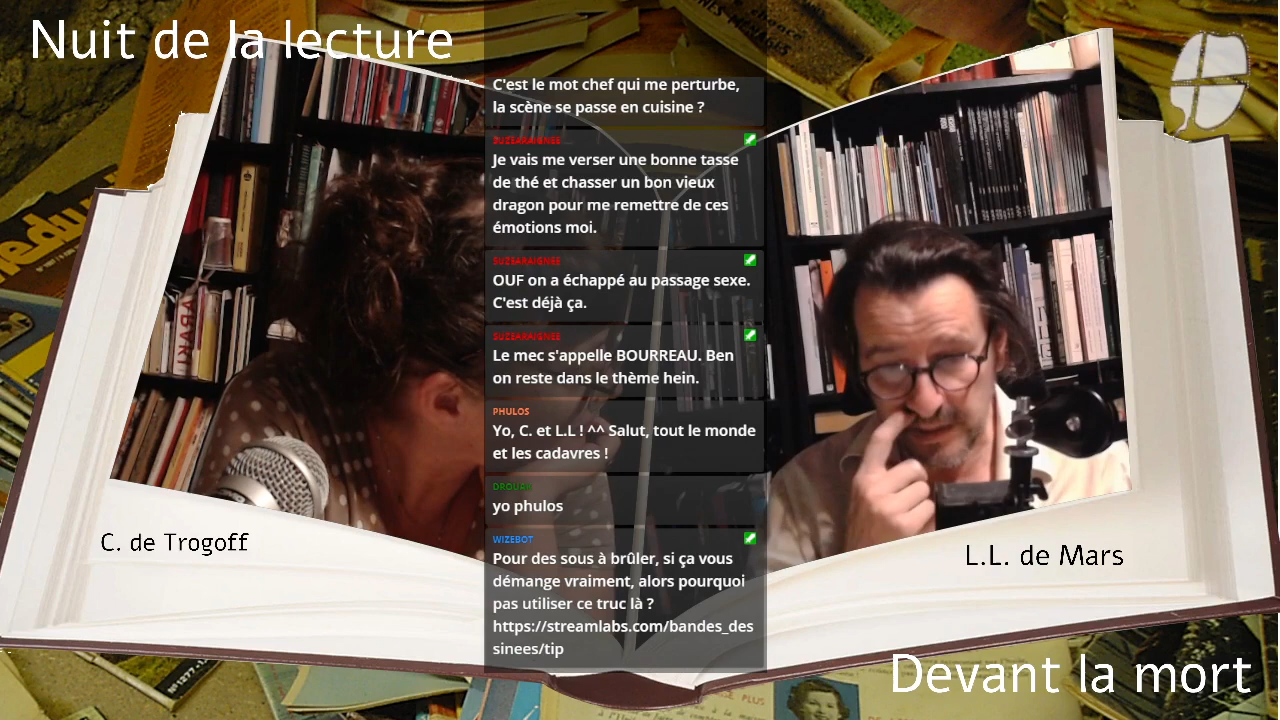 Nuit de la lecture
C'est le mot chef qui me perturbe,
la scène se passe en cuisine ?
SUZEARAIGNEE
Je vais me verser une bonne tasse
de thé et chasser un bon vieux
dragon pour me remettre de ces
émotions moi.
SUZEARAIGNEE
OUF on a échappé au passage sexe.
C'est déjà ça.
SUZEARAIGNEE
Le mec s'appelle BOURREAU. Ben
on reste dans le thème hein.
PHULOS
Yo, C. et L.L ! ^^ Salut, tout le monde
et les cadavres !
DROUAN
yo phulos
WIZEBOT
Pour des sous à brûler, si ça vous
démange vraiment, alors pourquoi
pas utiliser ce truc là ?
https://streamlabs.com/bandes_des
sinees/tip
C. de Trogoff
L.L. de Mars
Devant la mort
ARAKI